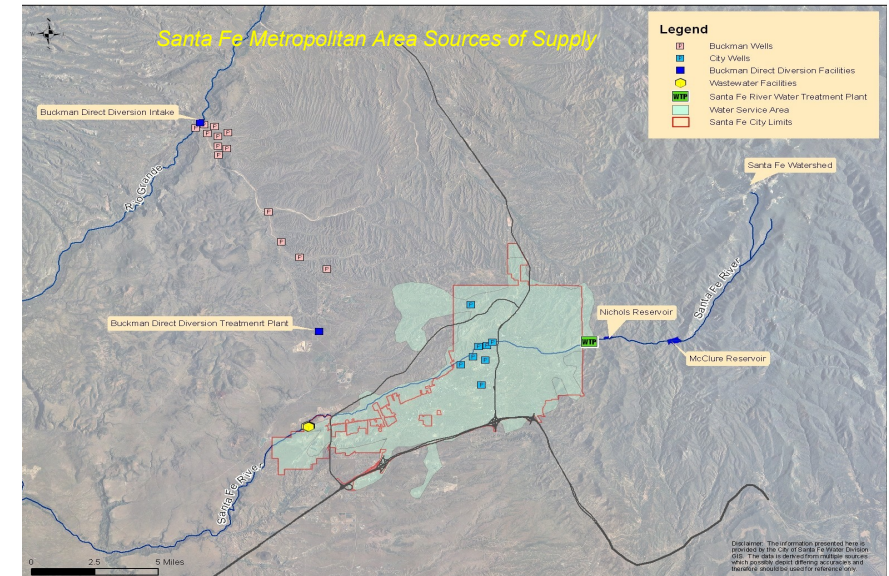 Santa Fe Metropolitan Area Sources of Supply
Legend
Buckman Wells
City Wells
Buckman Direct Diversion Facilities
Wastewater Facilities
WTP Santa Fe River Water Treatment Plant
Water Service Area
Santa Fe City Limits
Buckman Direct Diversion Intake
Rio Grande
Santa Fe Watershed
Santa Fe River
Buckman Direct Diversion Treatmenrt Plant
Nichols Reservoir
WTP
McClure Reservoir
Santa Fe River
0 2.5 5 Miles
Disclaimer: The information presented here is
provided by the City of Santa Fe Water Division
GIS. The data is derived from multiple sources
which possibly depict differing accuracies and
therefore should be used for reference only.